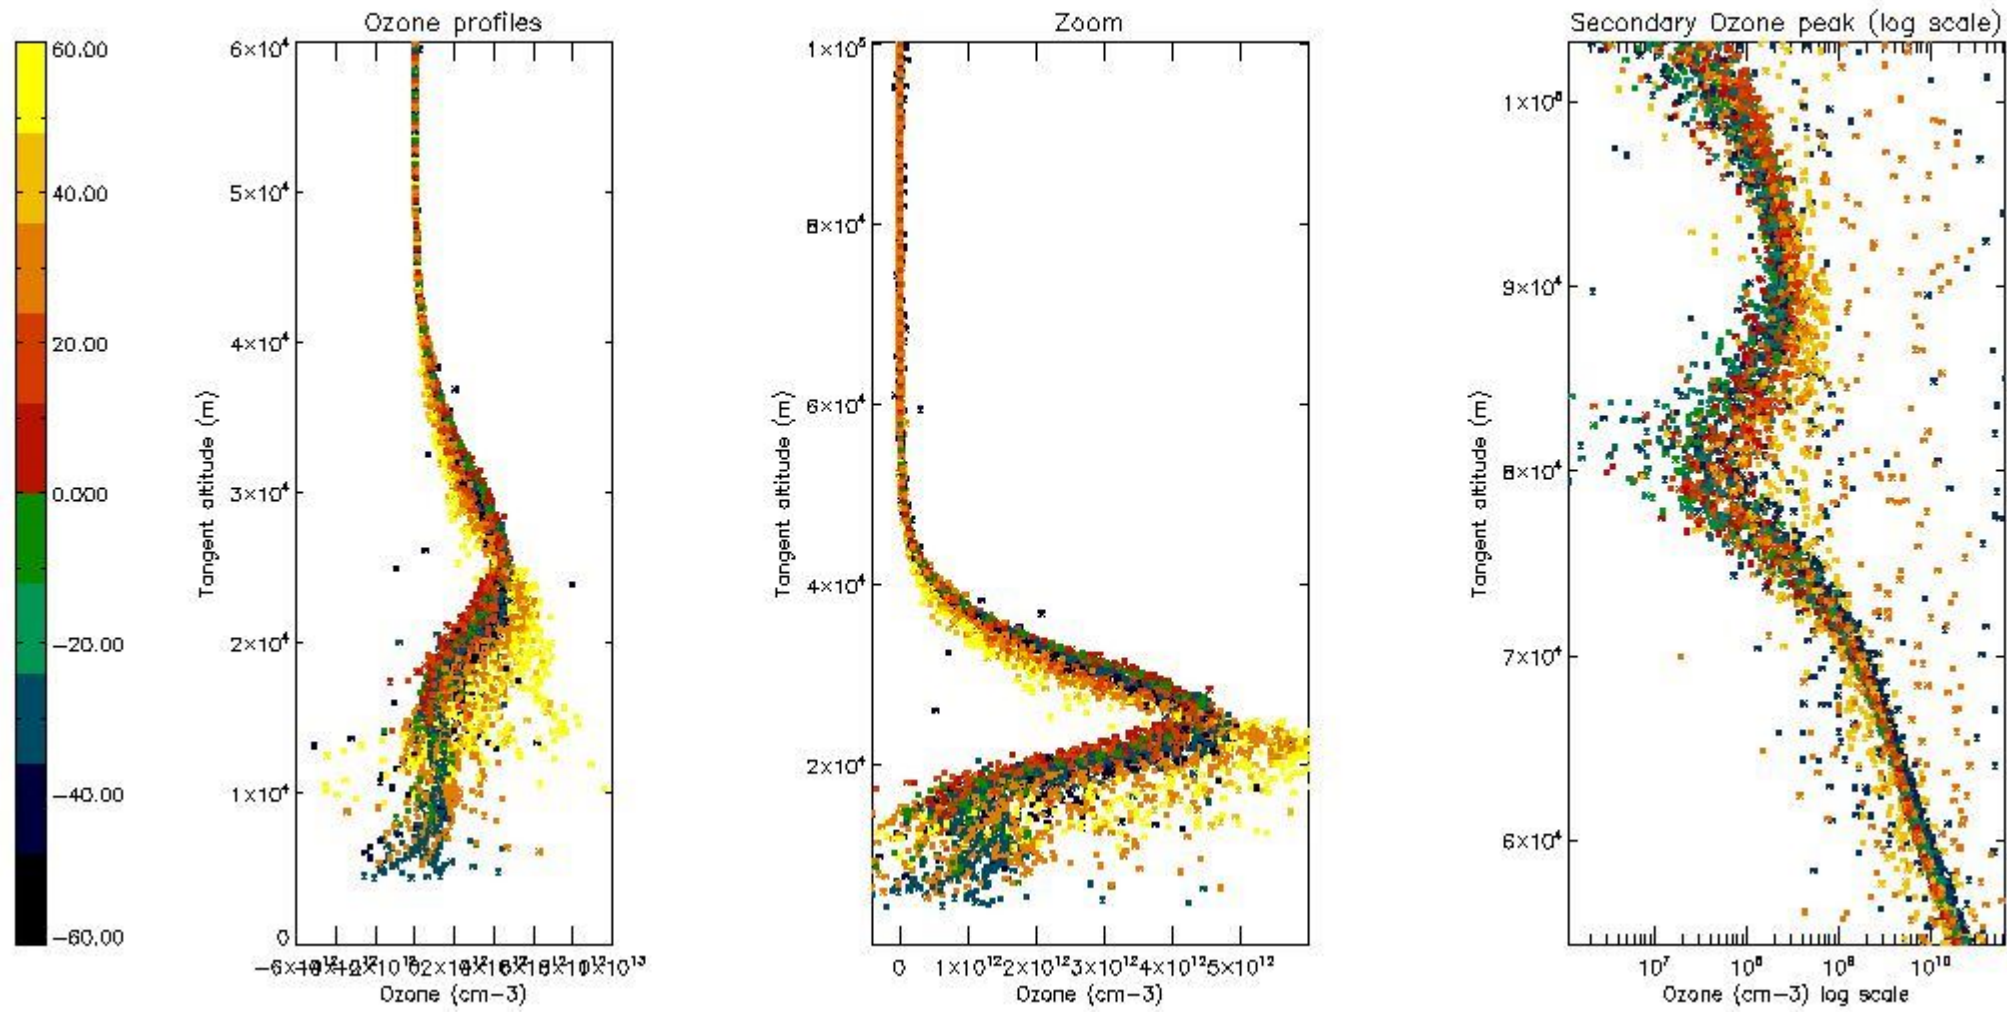 Ozone profiles
Zoom
Secondary Ozone peak (log scale)
60.00
40.00
20.00
0.000
−20.00
−40.00
−60.00
6×10⁴
5×10⁴
4×10⁴
3×10⁴
2×10⁴
1×10⁴
0
Tangent altitude (m)
Ozone (cm−3)
1×10⁵
8×10⁴
6×10⁴
4×10⁴
2×10⁴
Tangent altitude (m)
0 1×10¹² 2×10¹² 3×10¹² 4×10¹² 5×10¹²
Ozone (cm−3)
9×10⁴
8×10⁴
7×10⁴
6×10⁴
Tangent altitude (m)
10⁷ 10⁸ 10⁹ 10¹⁰
Ozone (cm−3) log scale